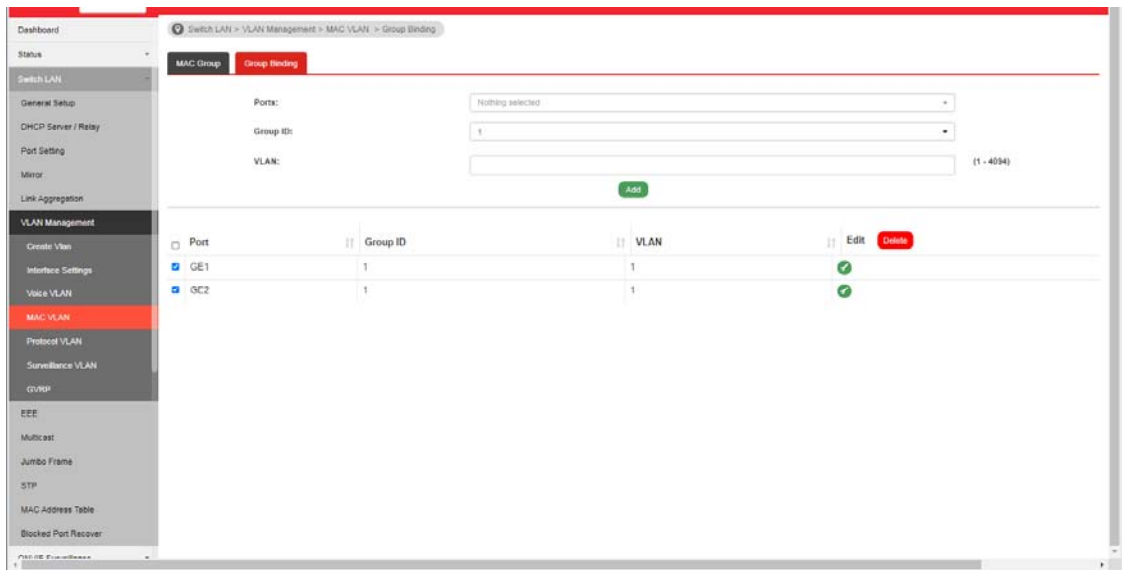 Dashboard
Status
Switch LAN
General Setup
DHCP Server / Relay
Port Setting
Mirror
Link Aggregation
VLAN Management
Create Vlan
Interface Settings
Voice VLAN
MAC VLAN
Protocol VLAN
Surveillance VLAN
GVRP
EEE
Multicast
Jumbo Frame
STP
MAC Address Table
Blocked Port Recover
ONVIF Surveillance
Switch LAN > VLAN Management > MAC VLAN > Group Binding
MAC Group Group Binding
Ports: Nothing selected
Group ID: 1
VLAN: (1 - 4094)
Add
Port Group ID VLAN Edit Delete
GE1 1 1
GE2 1 1